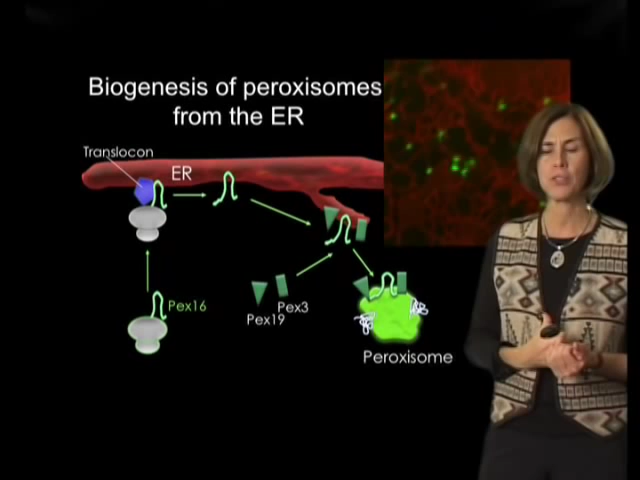 Biogenesis of peroxisomes
from the ER
Translocon
ER
Pex16
Pex3
Pex19
Peroxisome